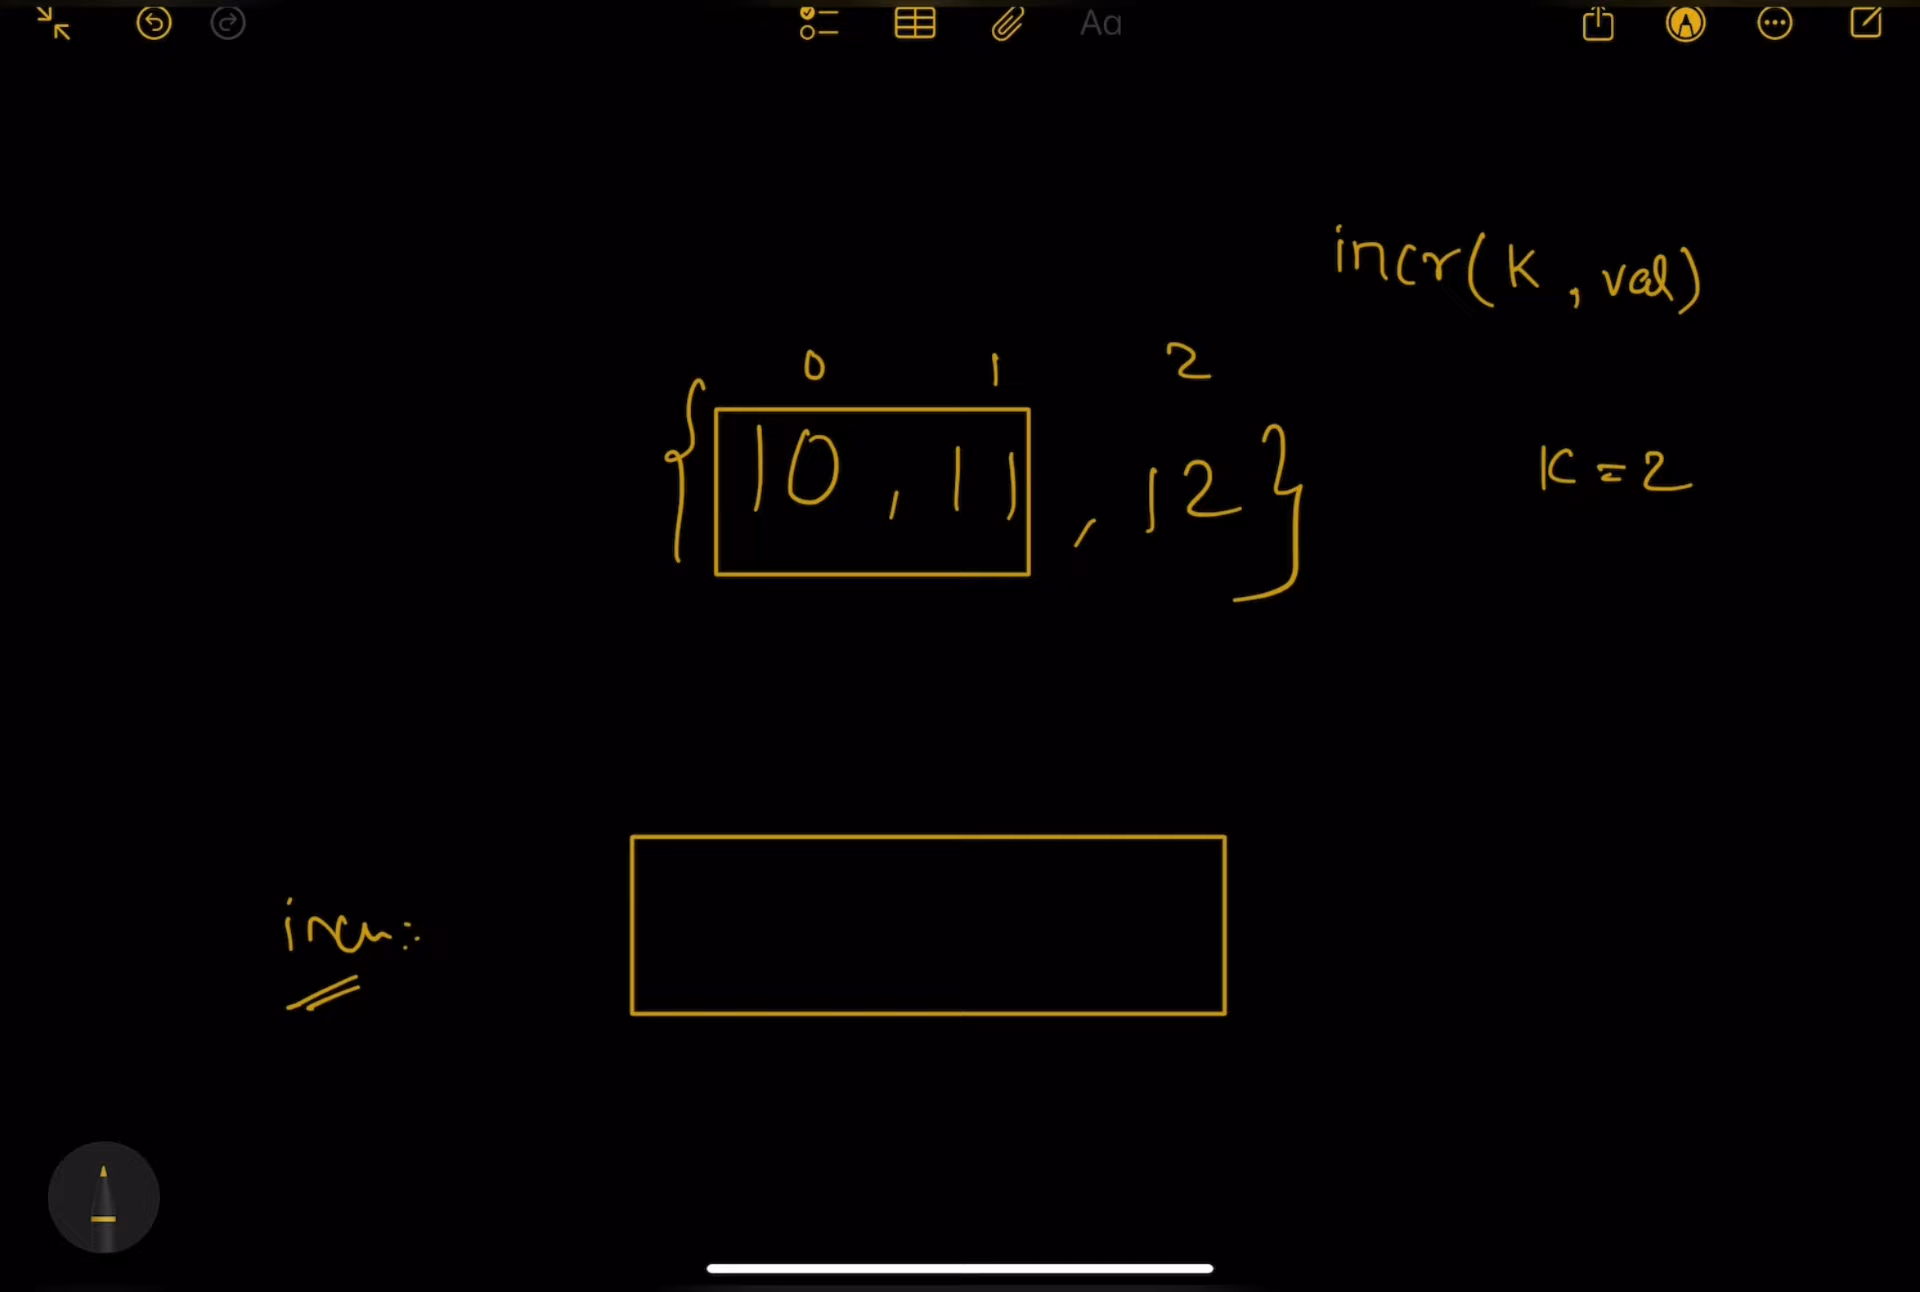 Aa
incr(K, val)
0 1 2
{10, 11, 12}
K = 2
incr: